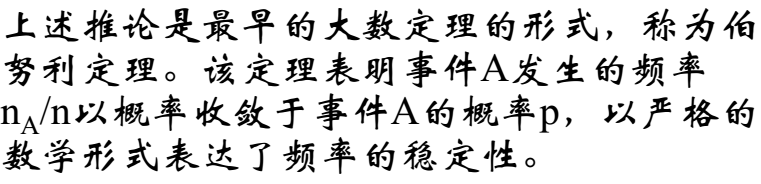 上述推论是最早的大数定理的形式，称为伯
努利定理。该定理表明事件A发生的频率
n_A/n以概率收敛于事件A的概率p，以严格的
数学形式表达了频率的稳定性。